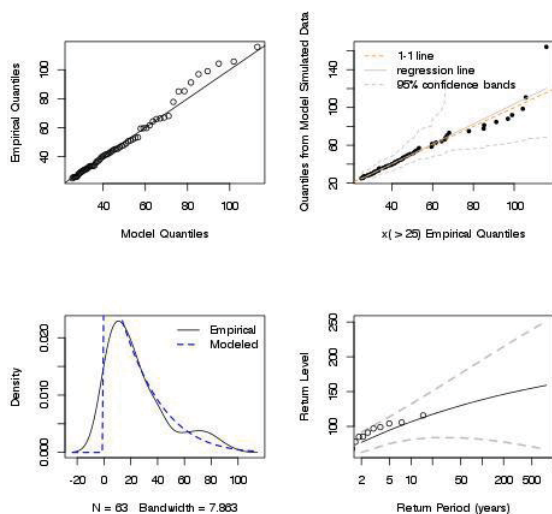 Empirical Quantiles
100
80
60
40
40 60 80 100
Model Quantiles
Quantiles from Model Simulated Data
140
100
60
20
1-1 line
regression line
95% confidence bands
40 60 80 100
x( > 25) Empirical Quantiles
Density
0.020
0.010
0.000
Empirical
Modeled
-20 0 20 40 60 80 100
N = 63 Bandwidth = 7.863
Return Level
250
200
150
100
2 5 10 50 200 500
Return Period (years)